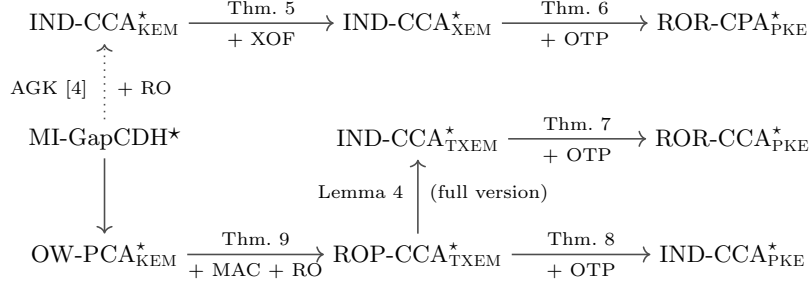 Thm. 5 Thm. 6
IND-CCA⋆KEM IND-CCA⋆XEM ROR-CPA⋆PKE
+ XOF + OTP
AGK [4] + RO
Thm. 7
MI-GapCDH⋆ IND-CCA⋆TXEM ROR-CCA⋆PKE
+ OTP
Lemma 4 (full version)
Thm. 9 Thm. 8
OW-PCA⋆KEM ROP-CCA⋆TXEM IND-CCA⋆PKE
+ MAC + RO + OTP